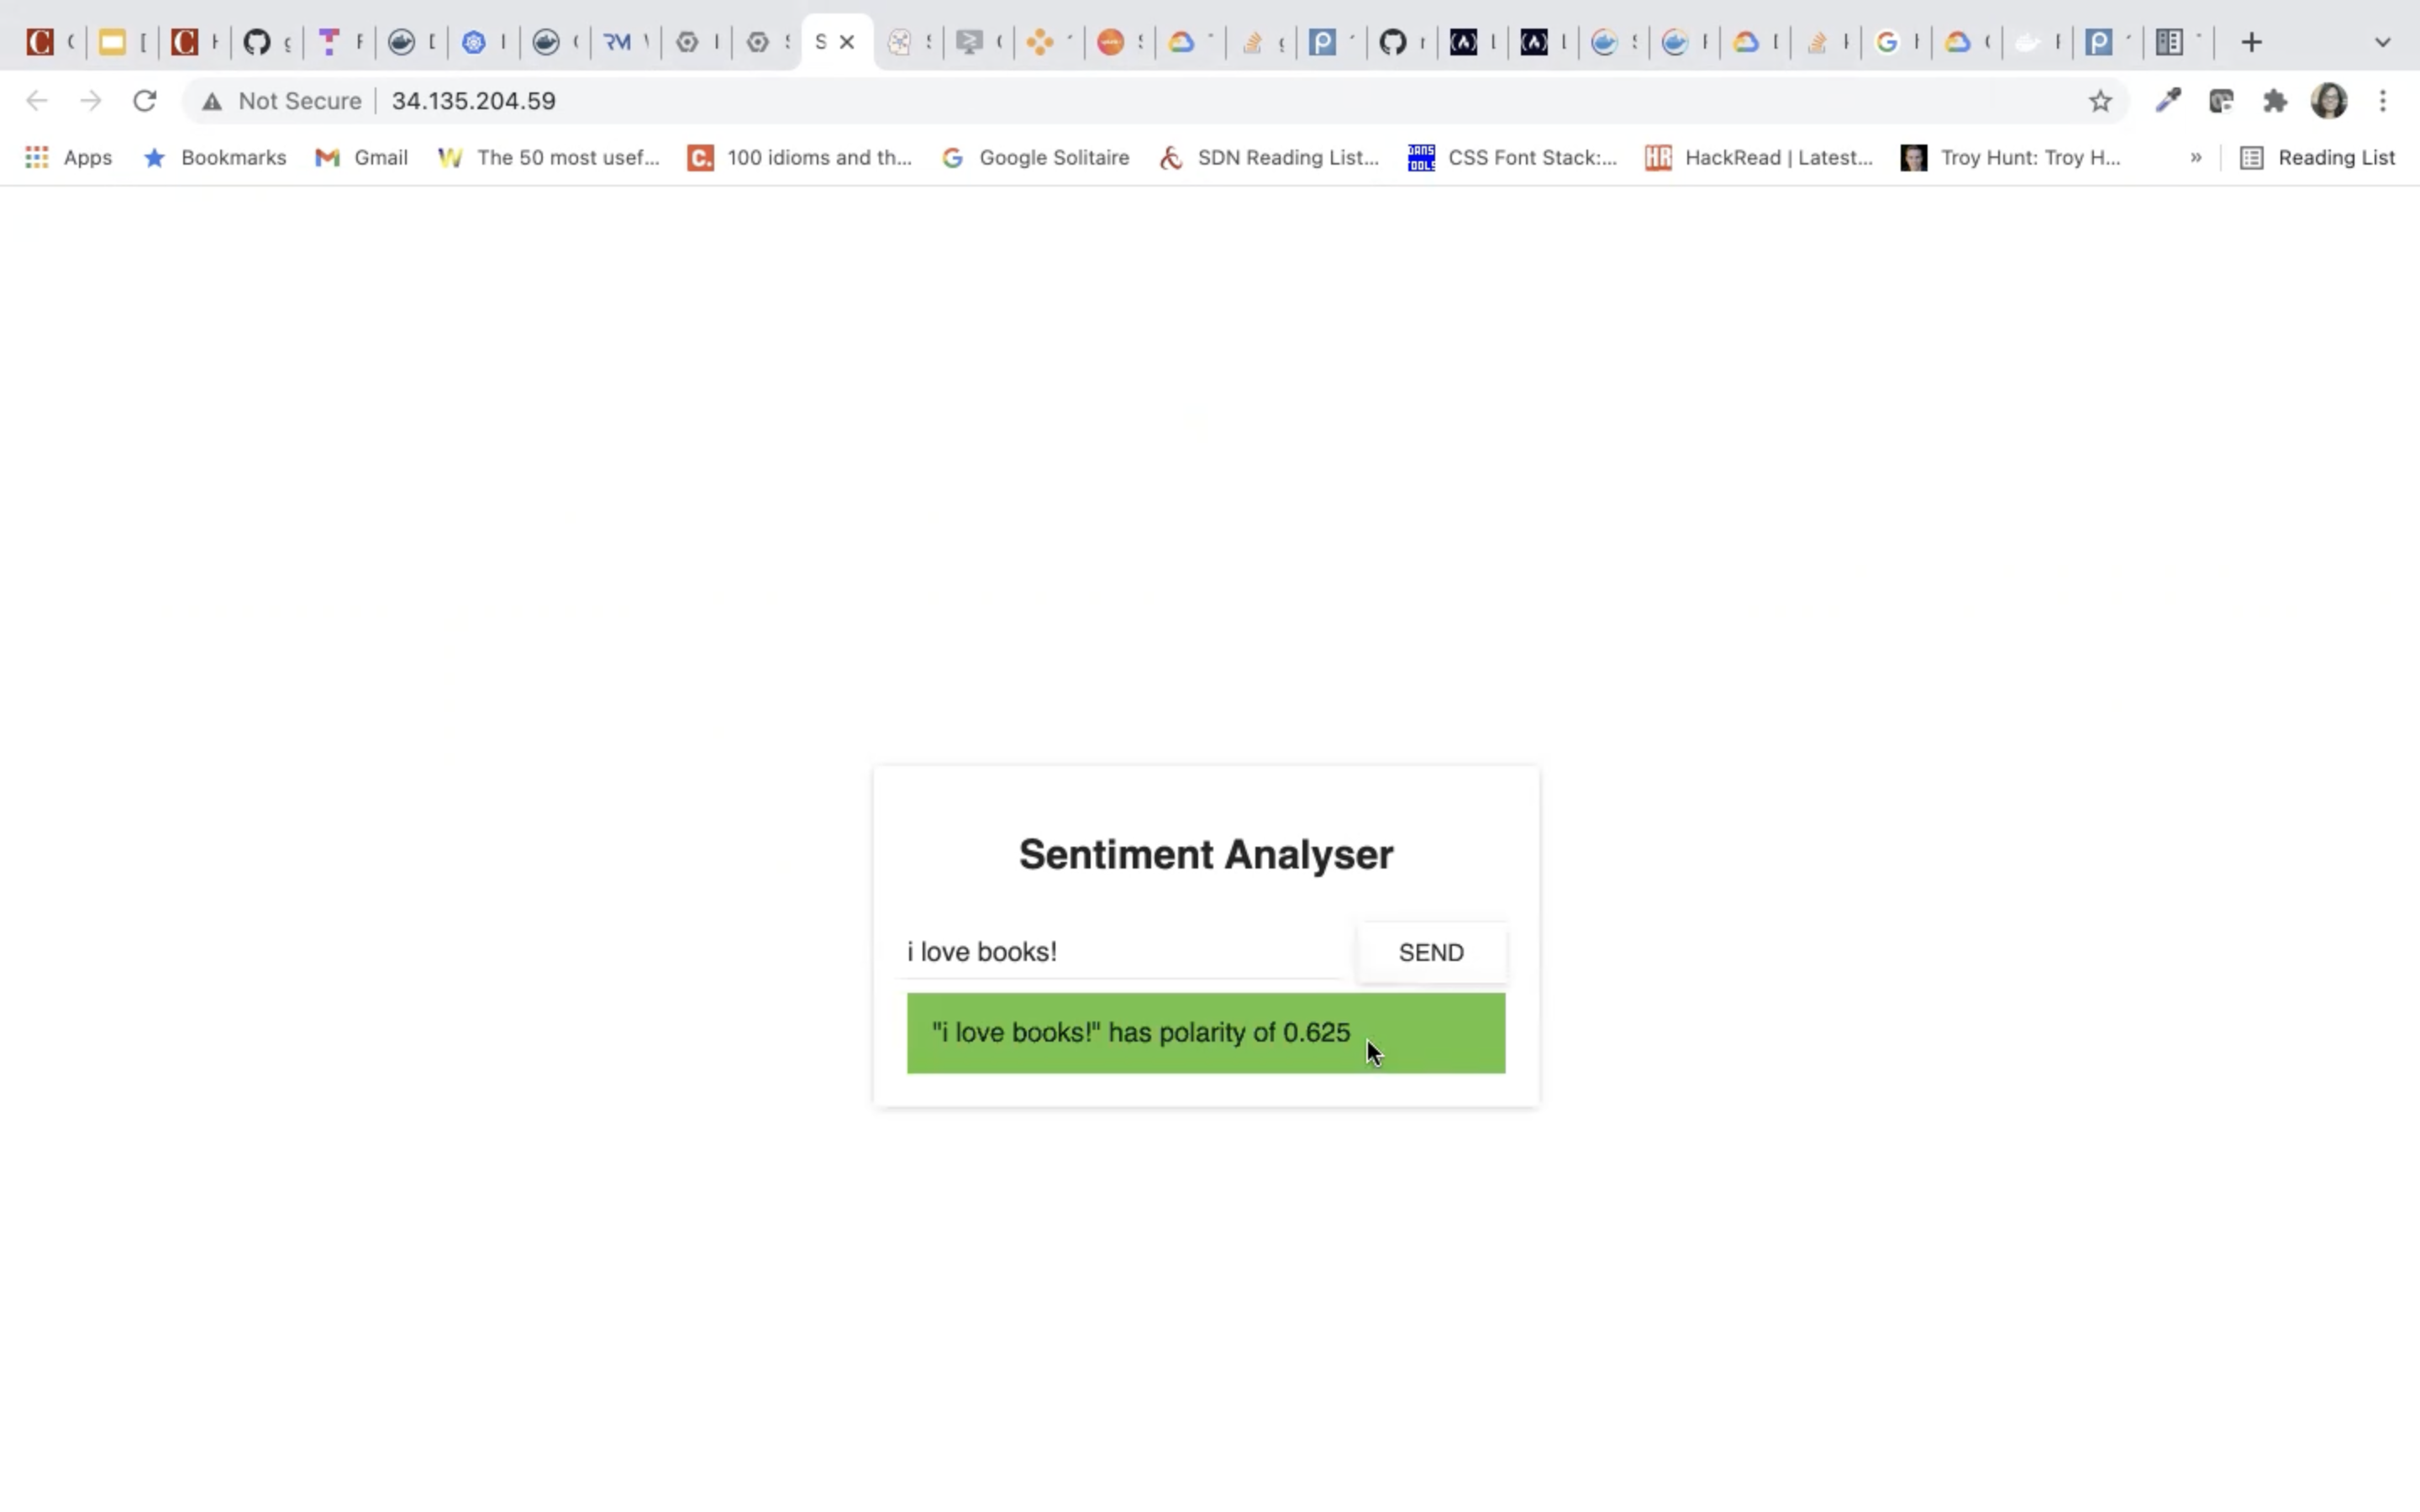 S
Not Secure 34.135.204.59
Apps Bookmarks Gmail The 50 most usef... 100 idioms and th... Google Solitaire SDN Reading List... CSS Font Stack:... HackRead | Latest... Troy Hunt: Troy H... » Reading List
Sentiment Analyser
i love books! SEND
"i love books!" has polarity of 0.625